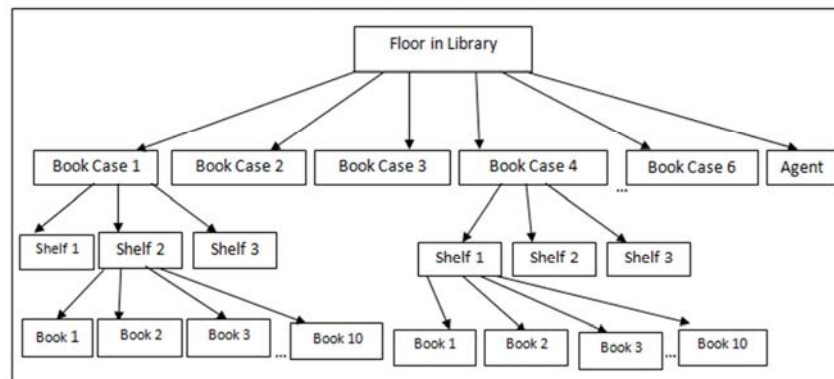 Floor in Library
Book Case 1
Book Case 2
Book Case 3
Book Case 4
...
Book Case 6
Agent
Shelf 1
Shelf 2
Shelf 3
Shelf 1
Shelf 2
Shelf 3
Book 1
Book 2
Book 3
...
Book 10
Book 1
Book 2
Book 3
...
Book 10